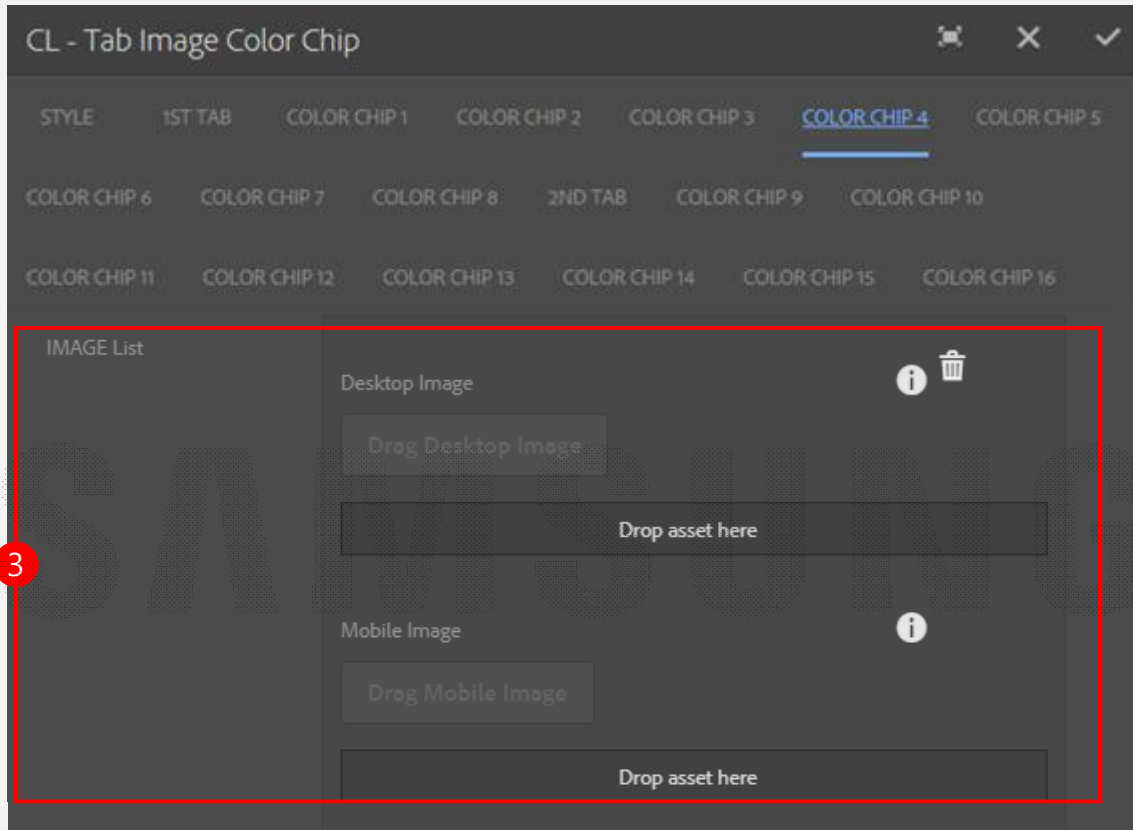 CL - Tab Image Color Chip
STYLE 1ST TAB COLOR CHIP 1 COLOR CHIP 2 COLOR CHIP 3 COLOR CHIP 4 COLOR CHIP 5
COLOR CHIP 6 COLOR CHIP 7 COLOR CHIP 8 2ND TAB COLOR CHIP 9 COLOR CHIP 10
COLOR CHIP 11 COLOR CHIP 12 COLOR CHIP 13 COLOR CHIP 14 COLOR CHIP 15 COLOR CHIP 16
IMAGE List
Desktop Image
Drag Desktop Image
Drop asset here
SAMSUNG
3
Mobile Image
Drag Mobile Image
Drop asset here